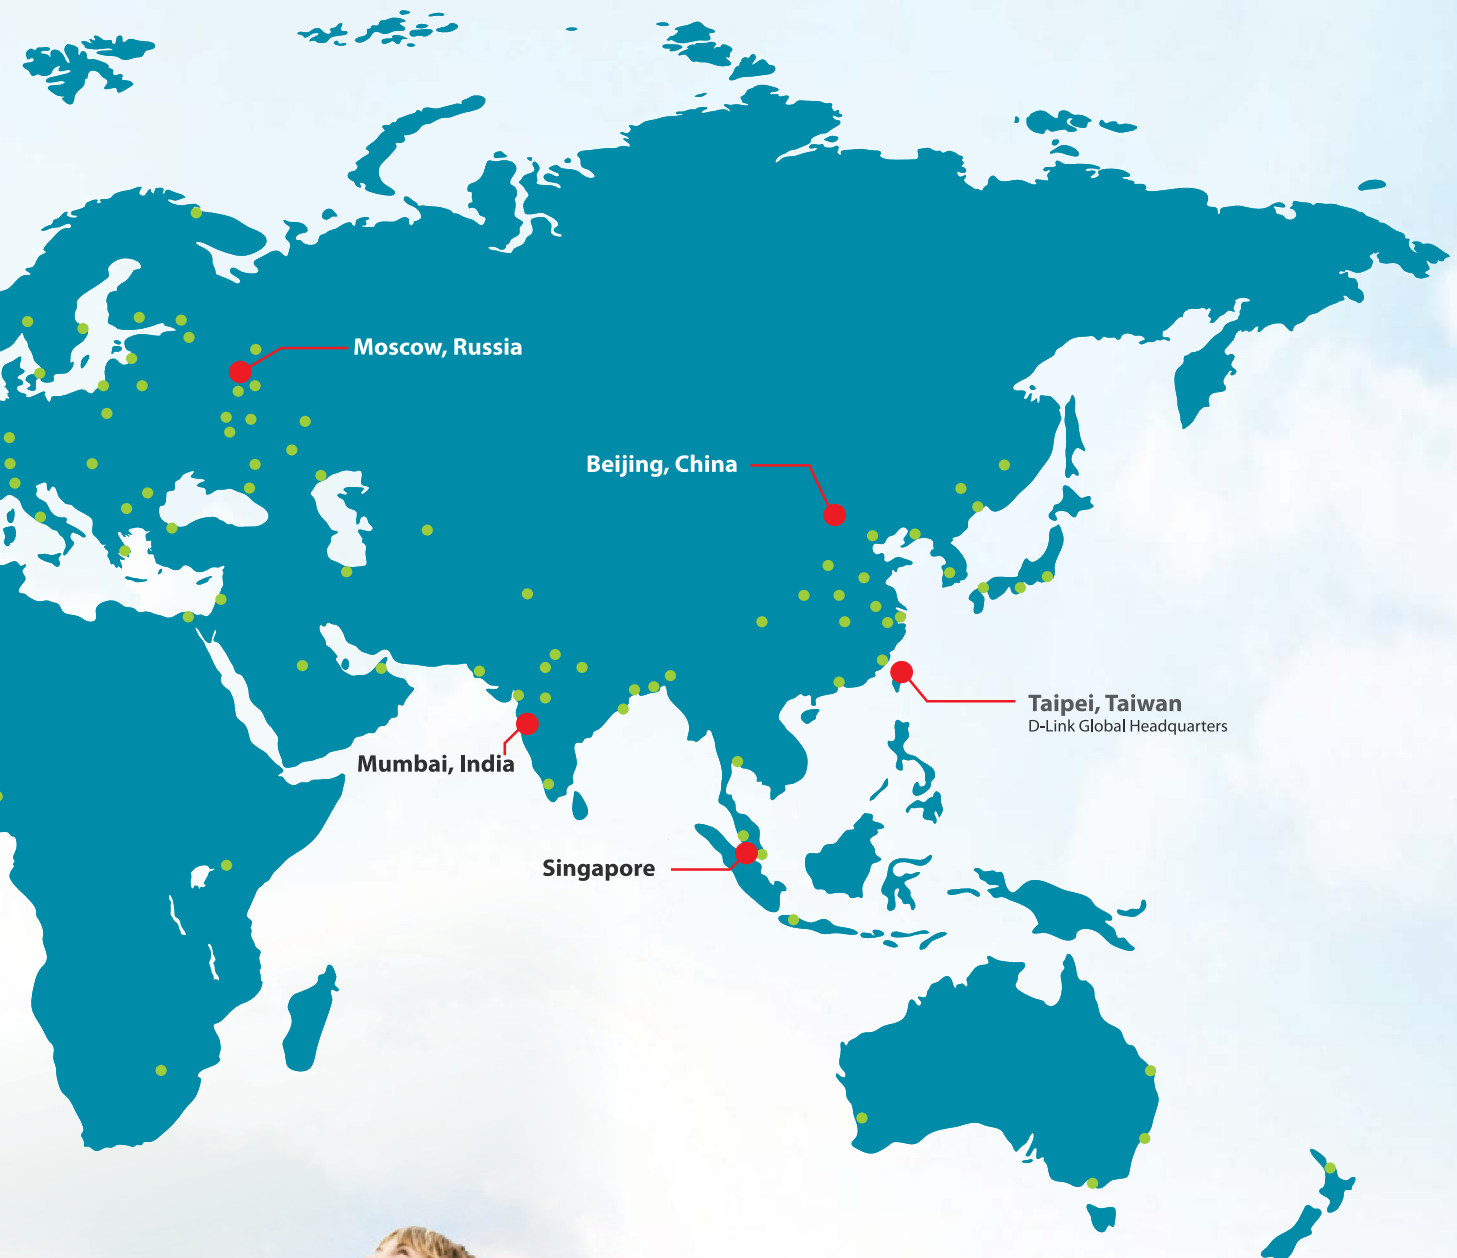 Moscow, Russia
Beijing, China
Taipei, Taiwan
D-Link Global Headquarters
Mumbai, India
Singapore